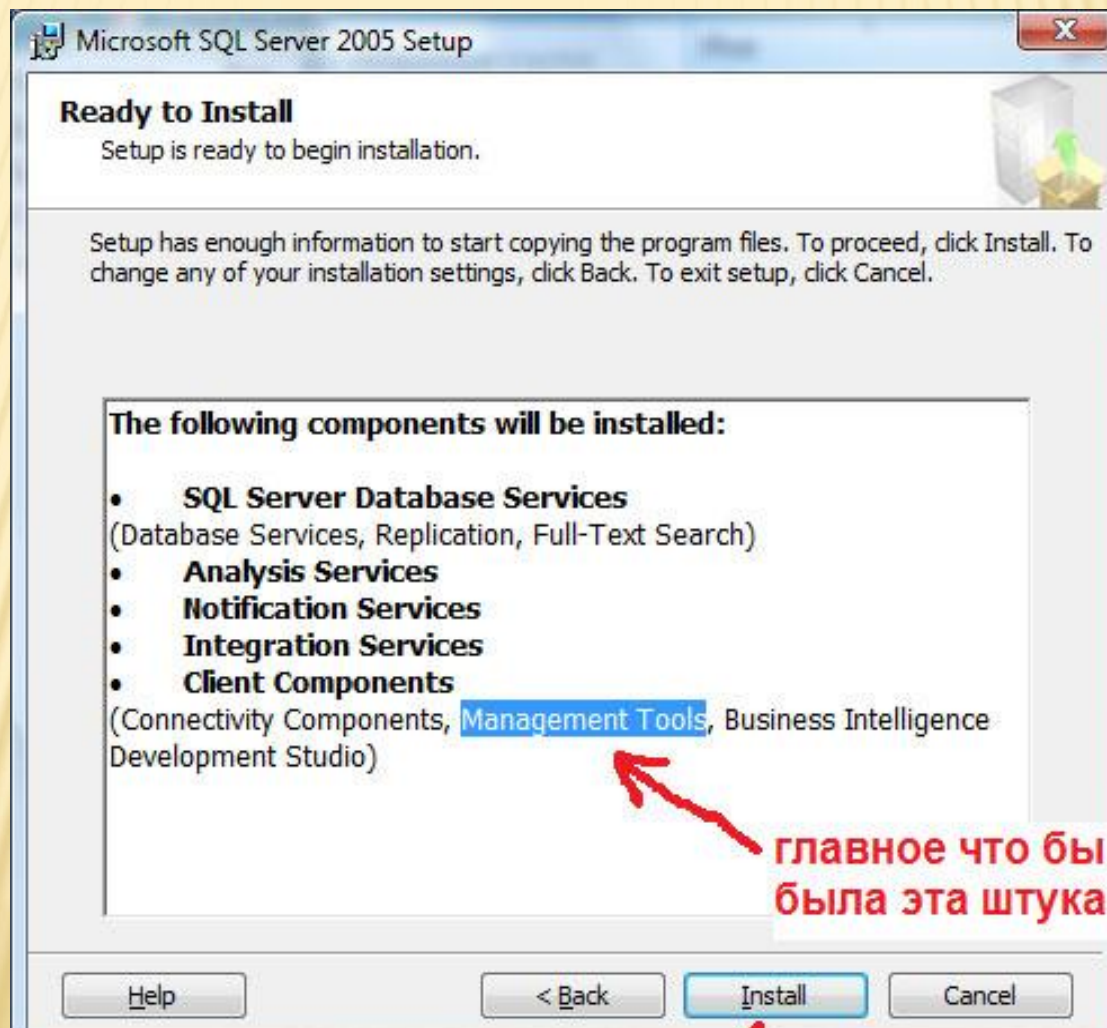 Microsoft SQL Server 2005 Setup
Ready to Install
Setup is ready to begin installation.
Setup has enough information to start copying the program files. To proceed, click Install. To
change any of your installation settings, click Back. To exit setup, click Cancel.
The following components will be installed:
• SQL Server Database Services
(Database Services, Replication, Full-Text Search)
• Analysis Services
• Notification Services
• Integration Services
• Client Components
(Connectivity Components, Management Tools, Business Intelligence
Development Studio)
главное что бы
была эта штука
Help
< Back
Install
Cancel